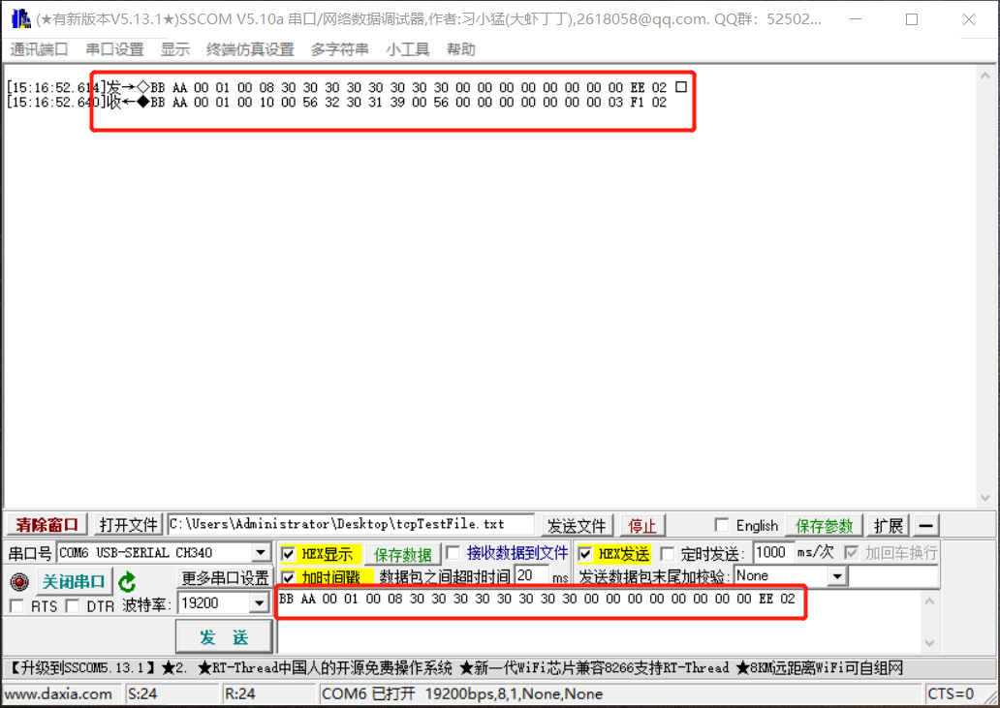 (★有新版本V5.13.1★)SSCOM V5.10a 串口/网络数据调试器,作者:习小猛(大虾丁丁),2618058@qq.com. QQ群：52502...
通讯端口 串口设置 显示 终端仿真设置 多字符串 小工具 帮助
[15:16:52.614]发→◇BB AA 00 01 00 08 30 30 30 30 30 30 30 30 00 00 00 00 00 00 00 00 EE 02 □
[15:16:52.640]收←◆BB AA 00 01 00 10 00 56 32 30 31 39 00 56 00 00 00 00 00 00 00 03 F1 02
清除窗口 打开文件 C:\Users\Administrator\Desktop\tcpTestFile.txt 发送文件 停止 English 保存参数 扩展 —
串口号 COM6 USB-SERIAL CH340 HEX显示 保存数据 接收数据到文件 HEX发送 定时发送: 1000 ms/次 加回车换行
关闭串口 更多串口设置 加时间戳 数据包之间超时时间 20 ms 发送数据包末尾加校验: None
RTS DTR 波特率: 19200 BB AA 00 01 00 08 30 30 30 30 30 30 30 30 00 00 00 00 00 00 00 00 EE 02
发 送
【升级到SSCOM5.13.1】★2. ★RT-Thread中国人的开源免费操作系统 ★新一代WiFi芯片兼容8266支持RT-Thread ★8KM远距离WiFi可自组网
www.daxia.com S:24 R:24 COM6 已打开 19200bps,8,1,None,None CTS=0